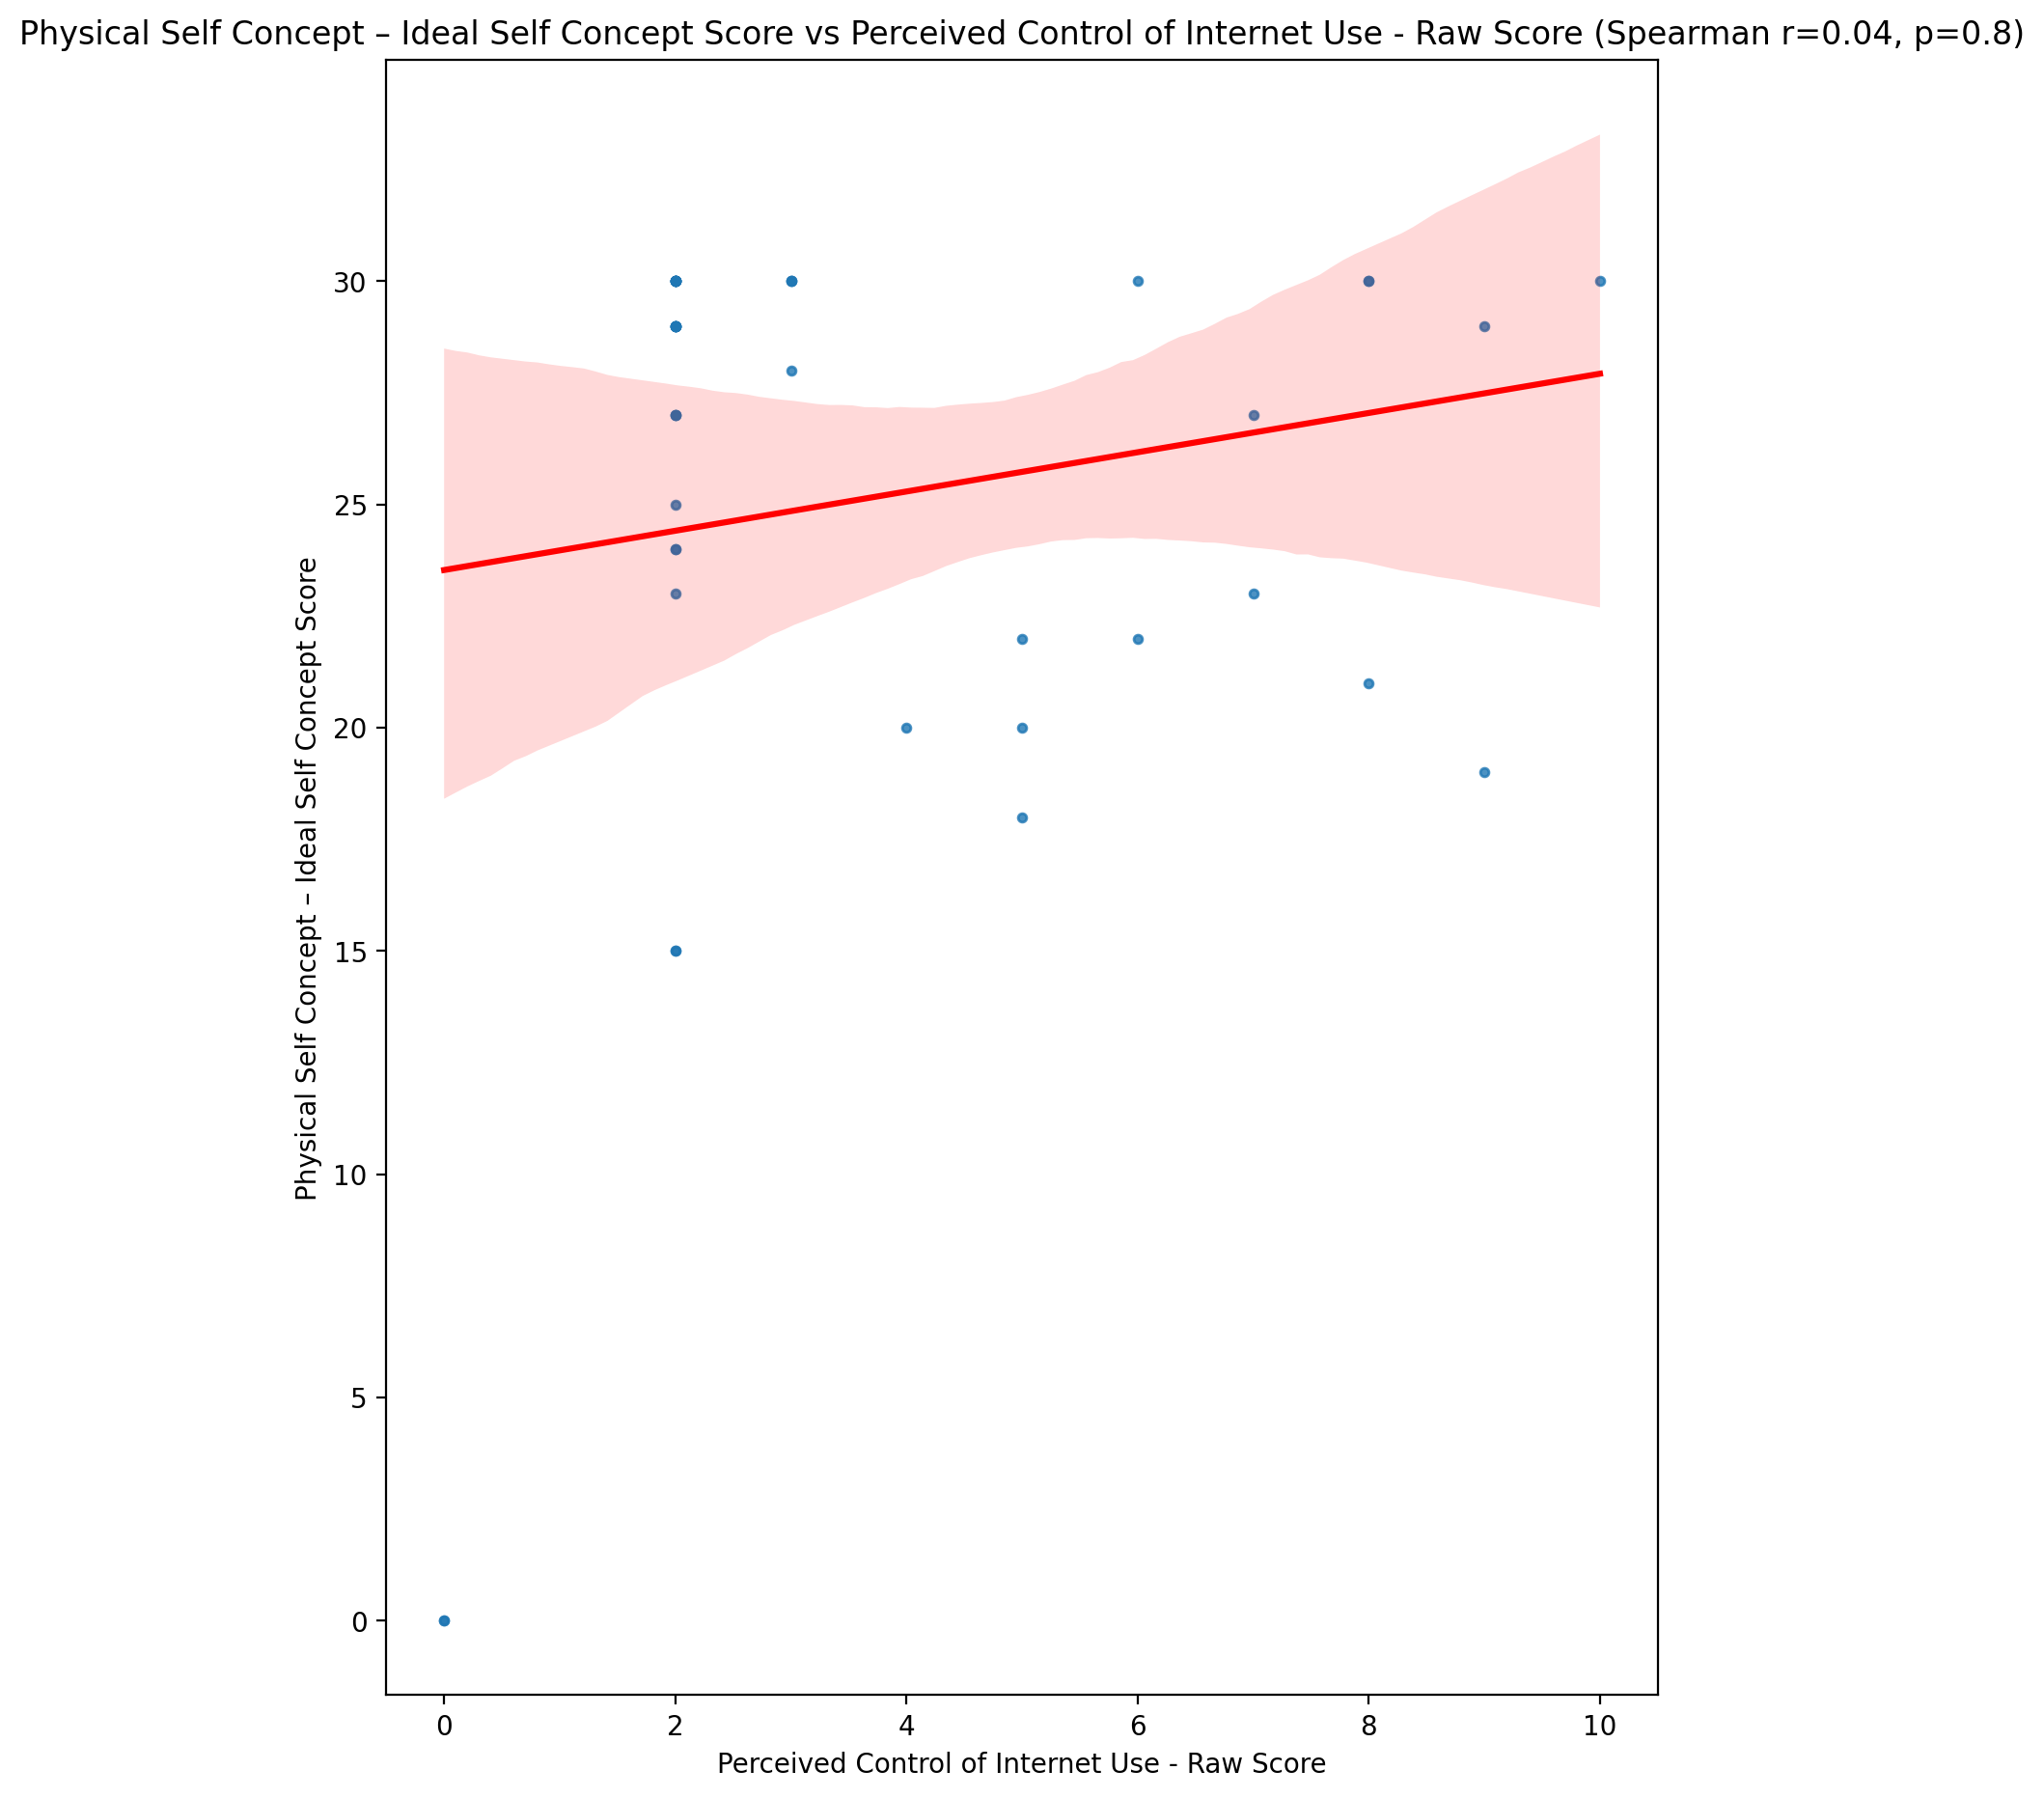 Physical Self Concept – Ideal Self Concept Score vs Perceived Control of Internet Use - Raw Score (Spearman r=0.04, p=0.8)
Physical Self Concept – Ideal Self Concept Score
30
25
20
15
10
5
0
0 2 4 6 8 10
Perceived Control of Internet Use - Raw Score